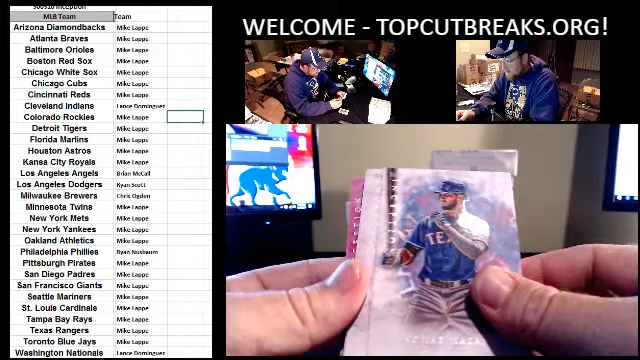 WELCOME - TOPCUTBREAKS.ORG!
MLB Team Team
Arizona Diamondbacks Mike Lappe
Atlanta Braves Mike Lappe
Baltimore Orioles Mike Lappe
Boston Red Sox Mike Lappe
Chicago White Sox Mike Lappe
Chicago Cubs Mike Lappe
Cincinnati Reds Mike Lappe
Cleveland Indians Lance Dominguez
Colorado Rockies Mike Lappe
Detroit Tigers Mike Lappe
Florida Marlins Mike Lappe
Houston Astros Mike Lappe
Kansa City Royals Mike Lappe
Los Angeles Angels Brian McCall
Los Angeles Dodgers Ryan Scott
Milwaukee Brewers Chris Ogden
Minnesota Twins Mike Lappe
New York Mets Mike Lappe
New York Yankees Mike Lappe
Oakland Athletics Mike Lappe
Philadelphia Phillies Ryan Nusbeum
Pittsburgh Pirates Mike Lappe
San Diego Padres Mike Lappe
San Francisco Giants Mike Lappe
Seattle Mariners Mike Lappe
St. Louis Cardinals Mike Lappe
Tampa Bay Rays Mike Lappe
Texas Rangers Mike Lappe
Toronto Blue Jays Mike Lappe
Washington Nationals Lance Dominguez
INCEPTION
TEX